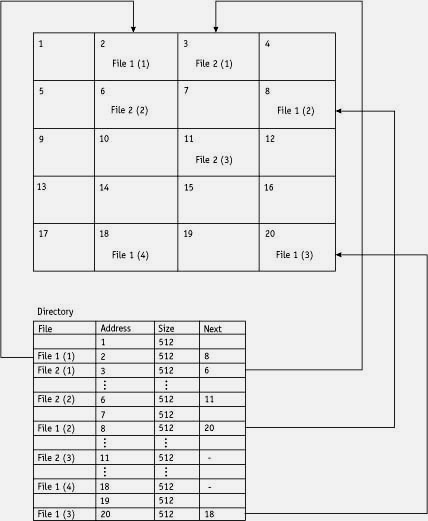 1 2 3 4
File 1 (1) File 2 (1)
5 6 7 8
File 2 (2) File 1 (2)
9 10 11 12
File 2 (3)
13 14 15 16
17 18 19 20
File 1 (4) File 1 (3)
Directory
File Address Size Next
1 512
File 1 (1) 2 512 8
File 2 (1) 3 512 6
⋮ ⋮
File 2 (2) 6 512 11
7 512
File 1 (2) 8 512 20
⋮ ⋮
File 2 (3) 11 512 -
⋮ ⋮
File 1 (4) 18 512 -
19 512
File 1 (3) 20 512 18